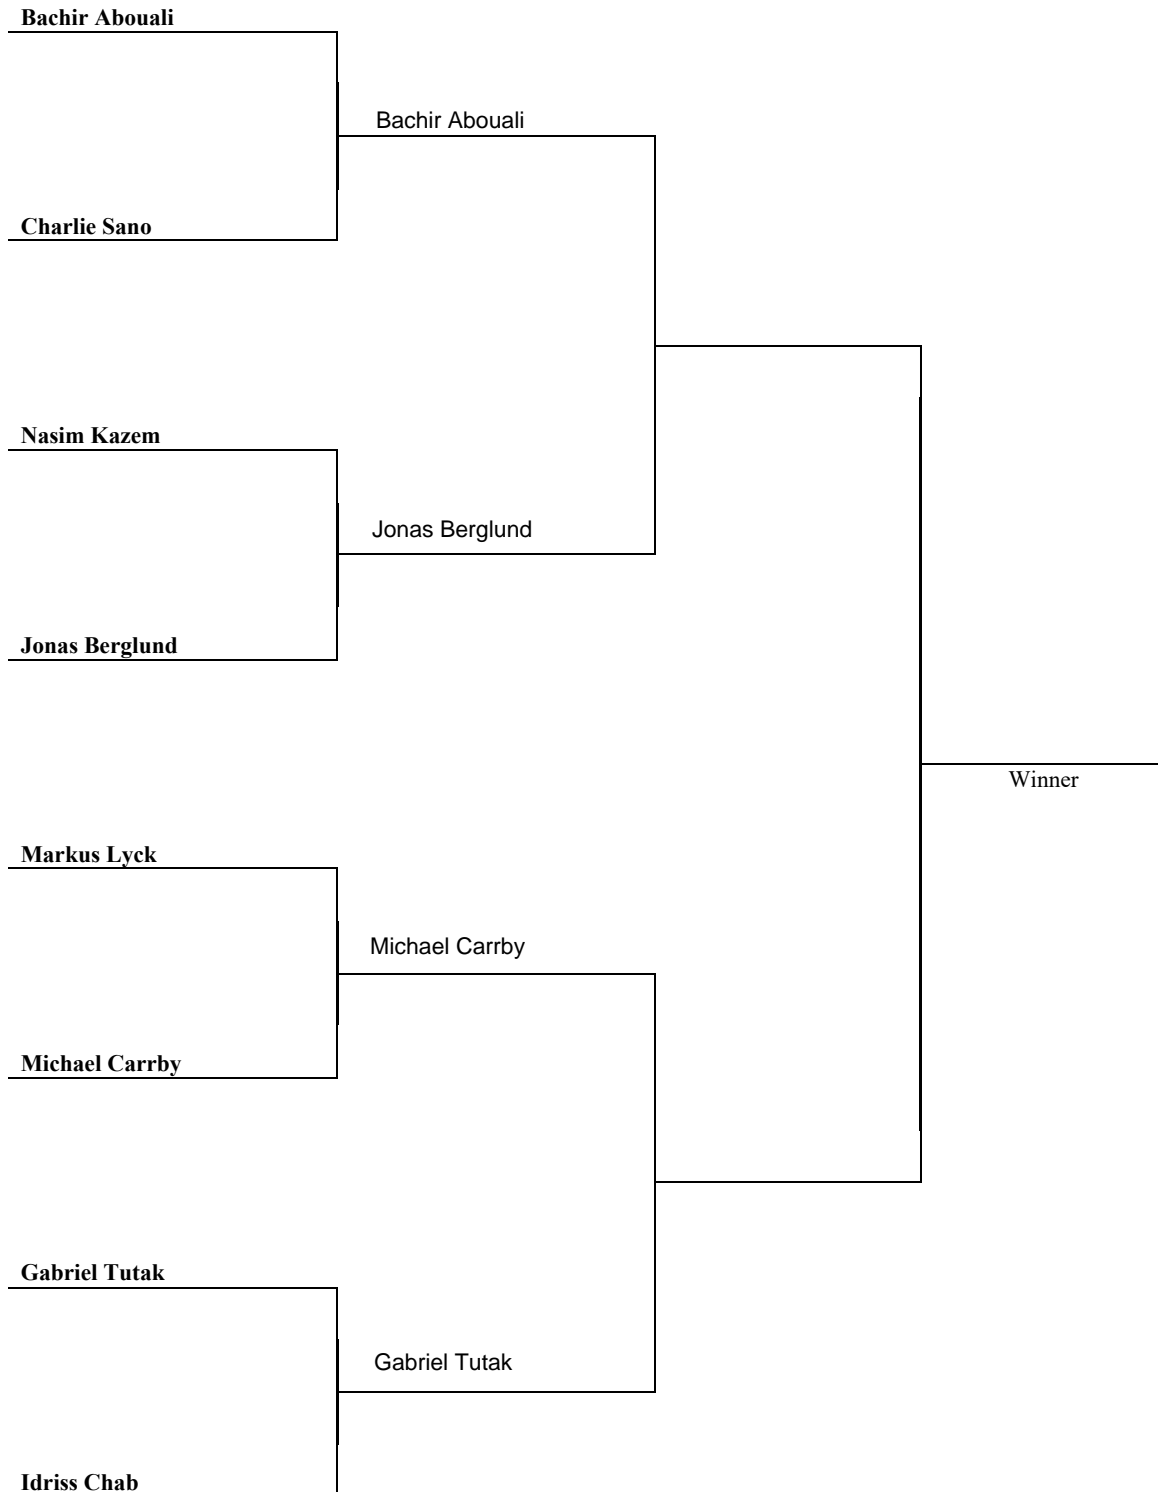 Bachir Abouali
Bachir Abouali
Charlie Sano
Nasim Kazem
Jonas Berglund
Jonas Berglund
Winner
Markus Lyck
Michael Carrby
Michael Carrby
Gabriel Tutak
Gabriel Tutak
Idriss Chab